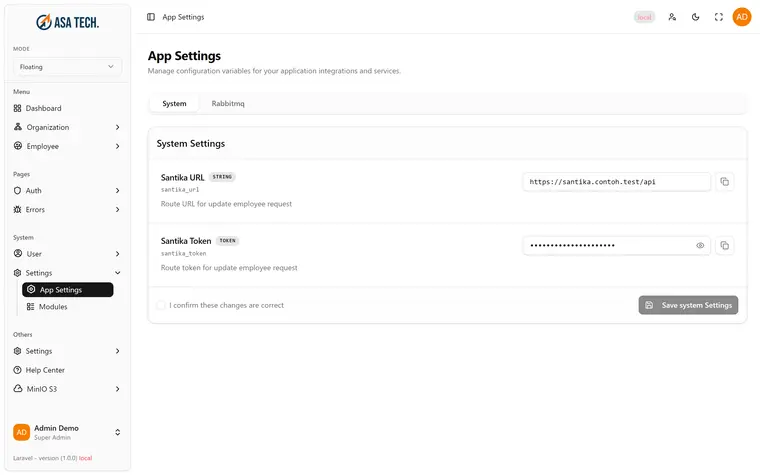 ASA TECH.
MODE
Floating
Menu
Dashboard
Organization
Employee
Pages
Auth
Errors
System
User
Settings
App Settings
Modules
Others
Settings
Help Center
MinIO S3
AD
Admin Demo
Super Admin
Laravel - version (1.0.0) local
App Settings
local
AD
App Settings
Manage configuration variables for your application integrations and services.
System
Rabbitmq
System Settings
Santika URL STRING
santika_url
Route URL for update employee request
https://santika.contoh.test/api
Santika Token TOKEN
santika_token
Route token for update employee request
•••••••••••••••••••••
I confirm these changes are correct
Save system Settings